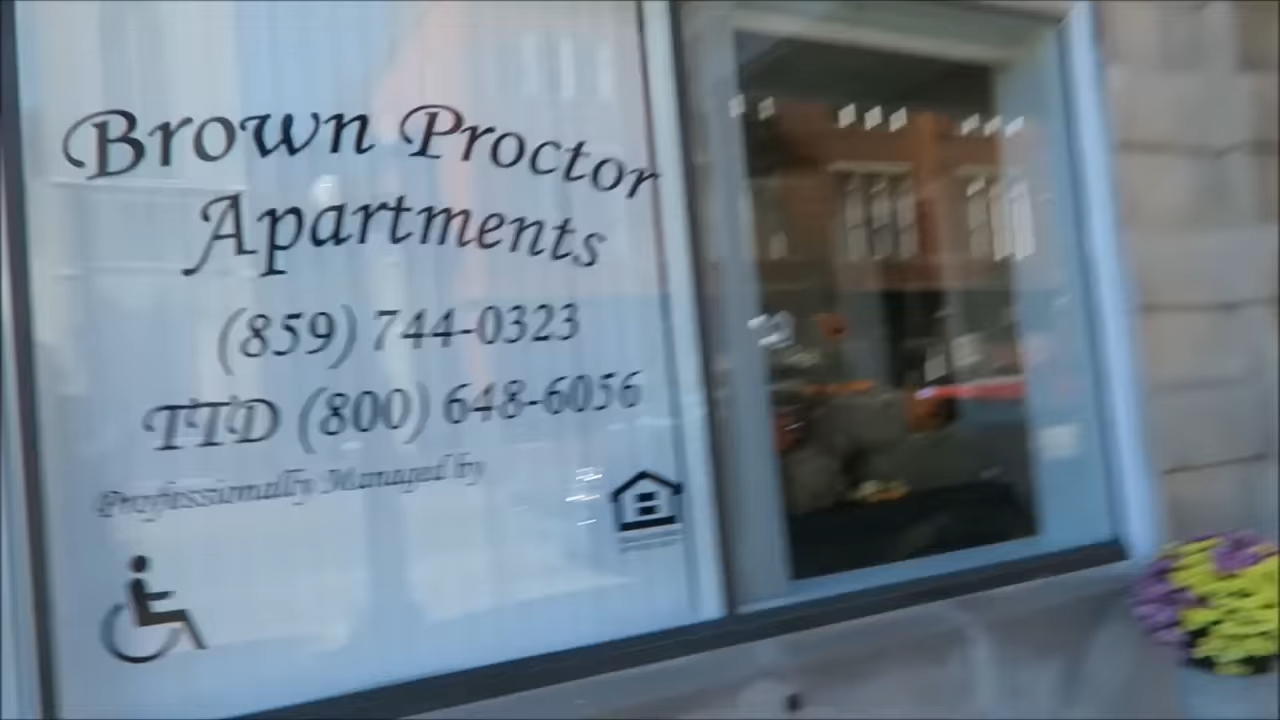 Brown Proctor
Apartments
(859) 744-0323
TTD (800) 648-6056
Professionally Managed by